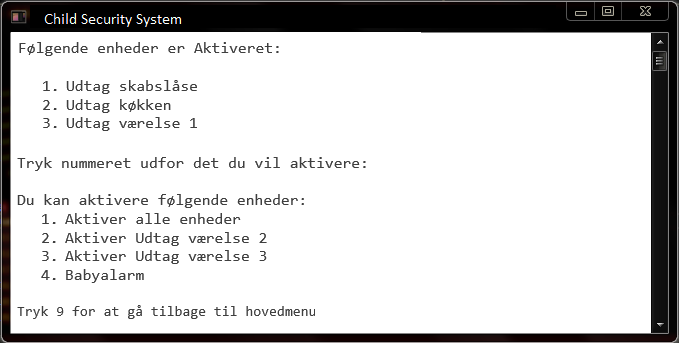 Child Security System
Følgende enheder er Aktiveret:
1. Udtag skabslåse
2. Udtag køkken
3. Udtag værelse 1
Tryk nummeret udfor det du vil aktivere:
Du kan aktivere følgende enheder:
1. Aktiver alle enheder
2. Aktiver Udtag værelse 2
3. Aktiver Udtag værelse 3
4. Babyalarm
Tryk 9 for at gå tilbage til hovedmenu